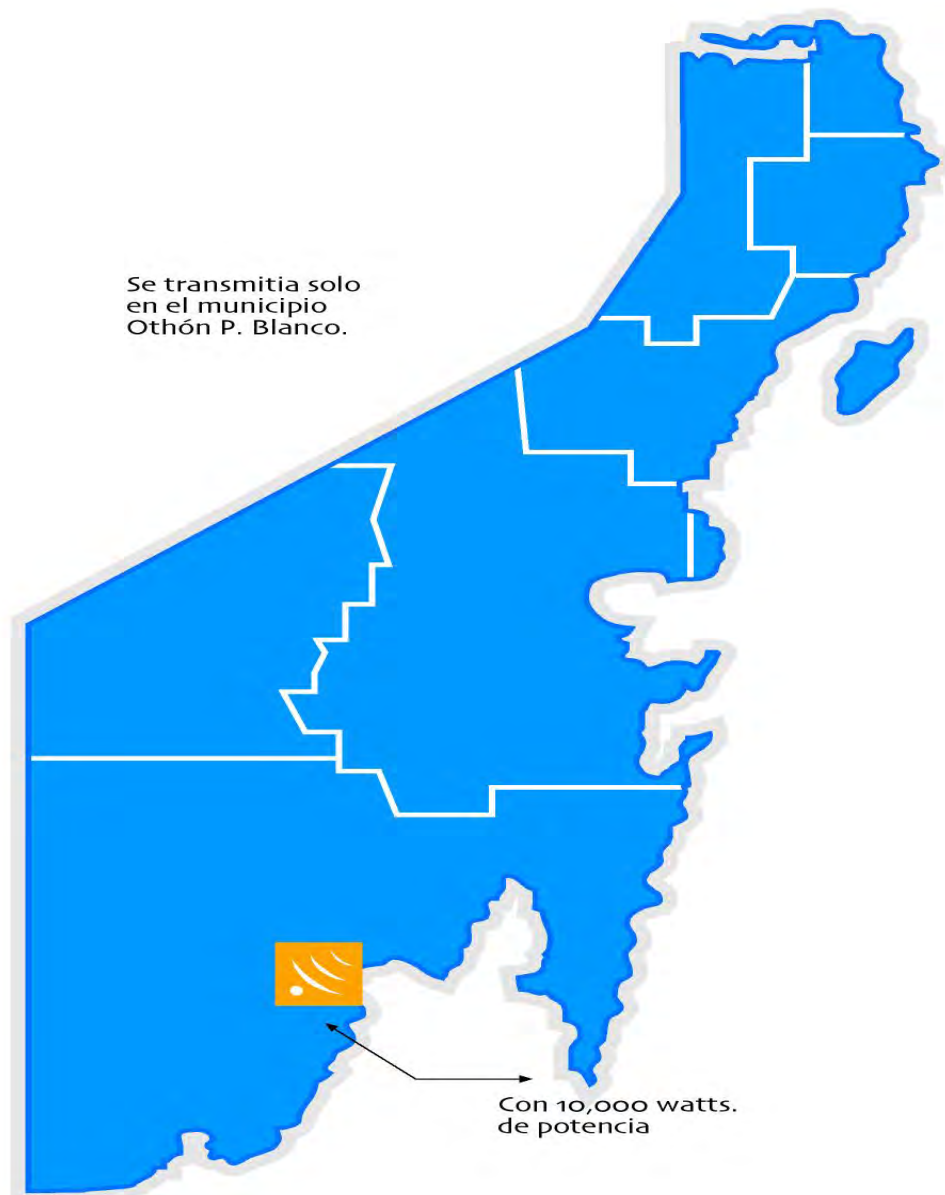 Se transmitia solo
en el municipio
Othón P. Blanco.
Con 10,000 watts.
de potencia